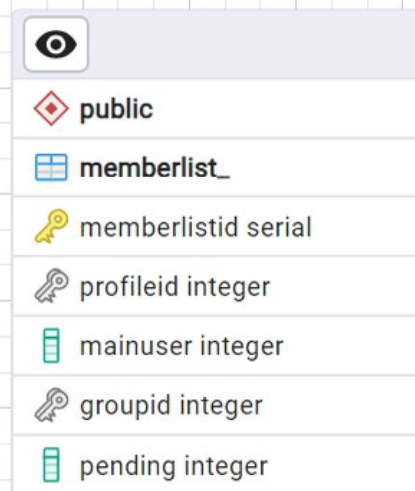 public
memberlist_
memberlistid serial
profileid integer
mainuser integer
groupid integer
pending integer